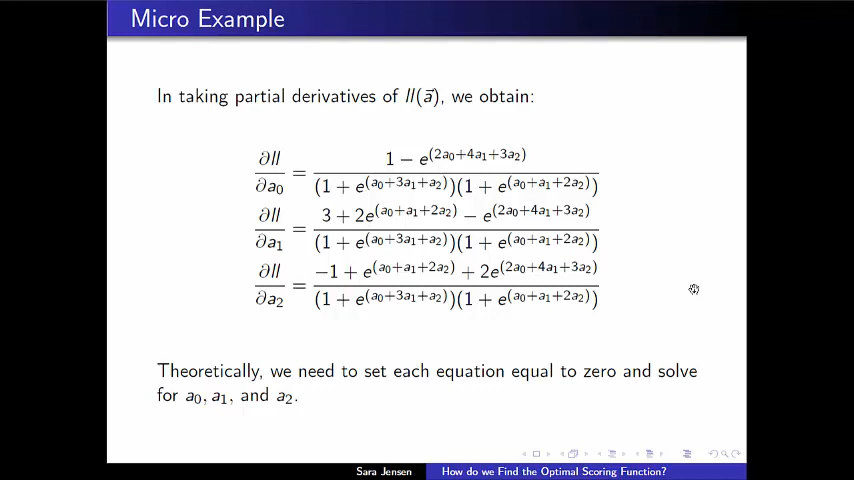 Micro Example
In taking partial derivatives of ll(a⃗), we obtain:
∂ll/∂a₀ = (1 − e^(2a₀+4a₁+3a₂)) / ((1 + e^(a₀+3a₁+a₂))(1 + e^(a₀+a₁+2a₂)))
∂ll/∂a₁ = (3 + 2e^(a₀+a₁+2a₂) − e^(2a₀+4a₁+3a₂)) / ((1 + e^(a₀+3a₁+a₂))(1 + e^(a₀+a₁+2a₂)))
∂ll/∂a₂ = (−1 + e^(a₀+a₁+2a₂) + 2e^(2a₀+4a₁+3a₂)) / ((1 + e^(a₀+3a₁+a₂))(1 + e^(a₀+a₁+2a₂)))
Theoretically, we need to set each equation equal to zero and solve
for a₀, a₁, and a₂.
Sara Jensen How do we Find the Optimal Scoring Function?